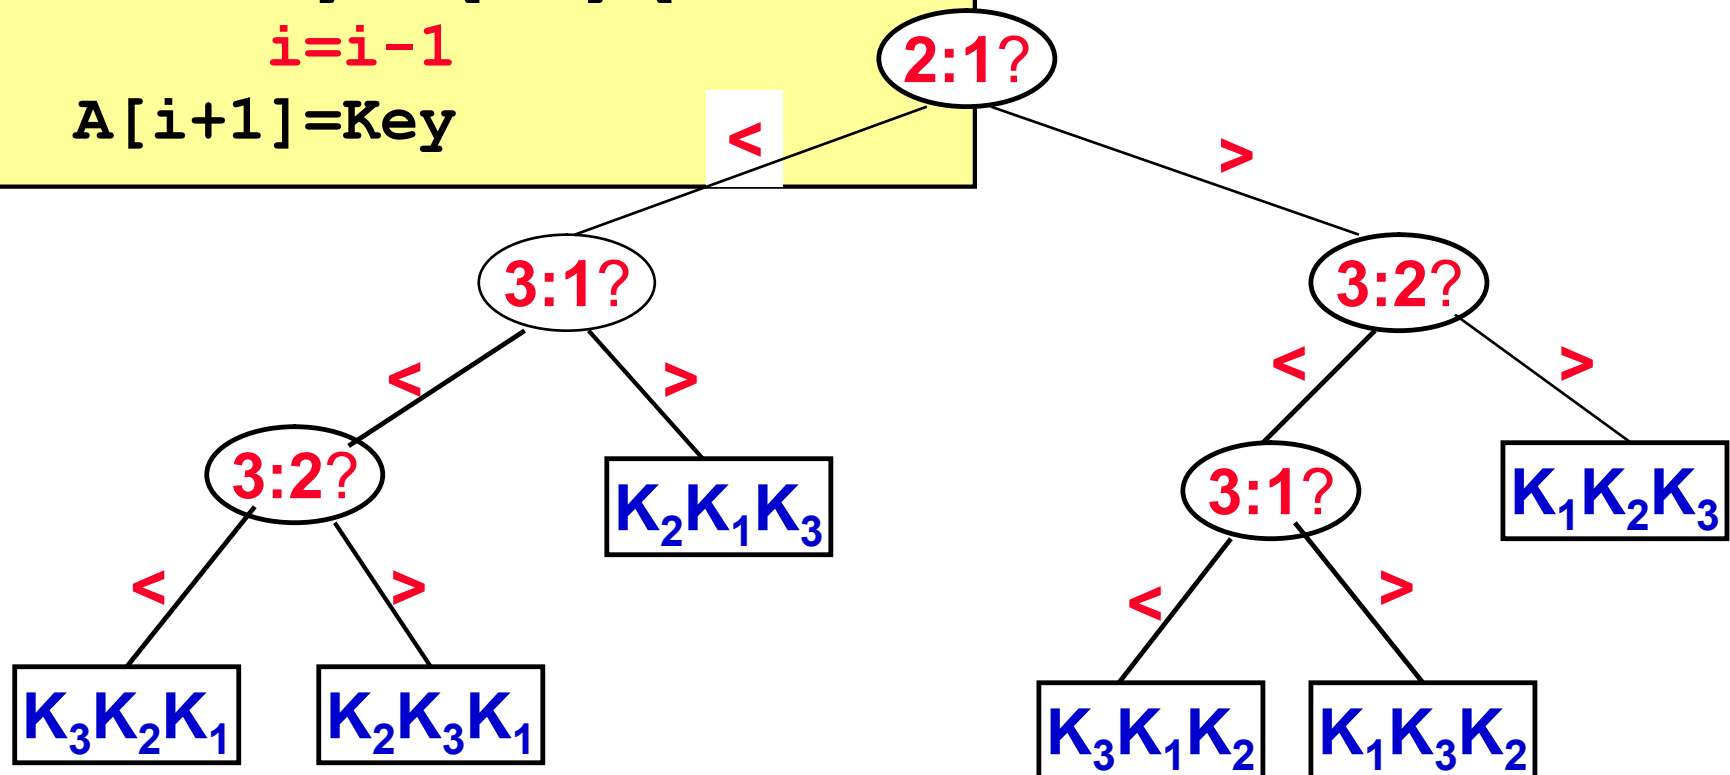 i=i-1
A[i+1]=Key
2:1?
<
>
3:1?
3:2?
<
>
<
>
3:2?
K₂K₁K₃
3:1?
K₁K₂K₃
<
>
<
>
K₃K₂K₁
K₂K₃K₁
K₃K₁K₂
K₁K₃K₂